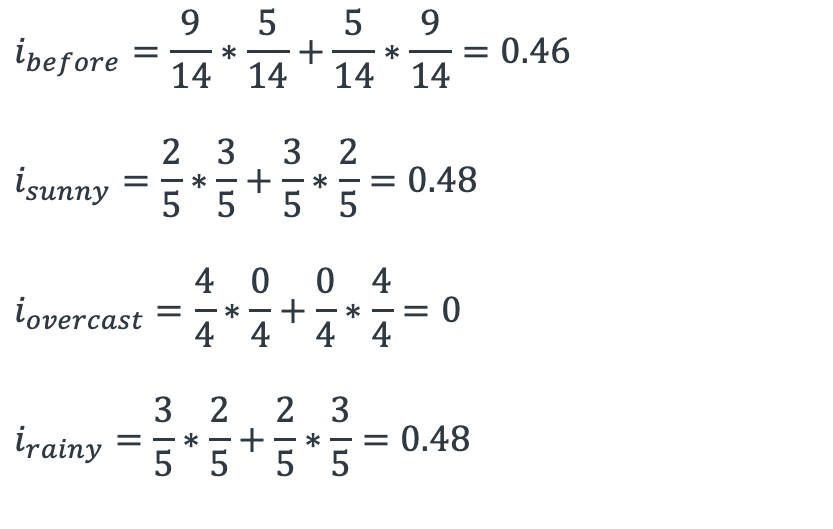 i_before = 9/14 * 5/14 + 5/14 * 9/14 = 0.46
i_sunny = 2/5 * 3/5 + 3/5 * 2/5 = 0.48
i_overcast = 4/4 * 0/4 + 0/4 * 4/4 = 0
i_rainy = 3/5 * 2/5 + 2/5 * 3/5 = 0.48